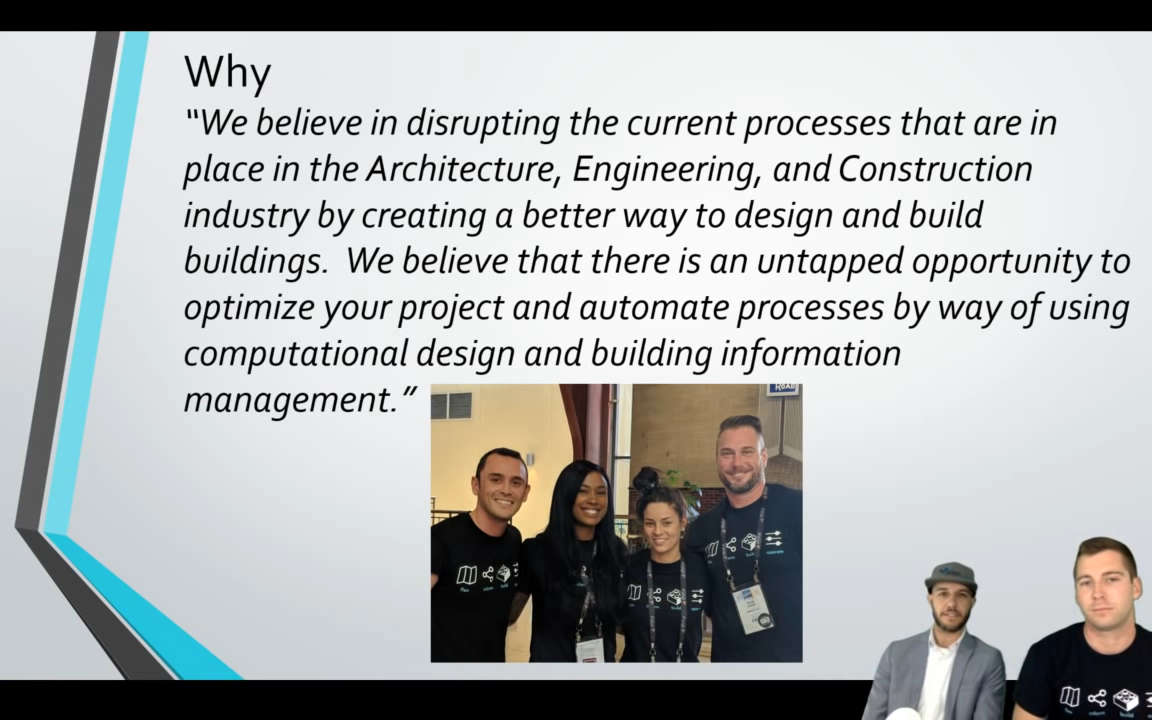 Why
“We believe in disrupting the current processes that are in
place in the Architecture, Engineering, and Construction
industry by creating a better way to design and build
buildings.  We believe that there is an untapped opportunity to
optimize your project and automate processes by way of using
computational design and building information
management.”
ROAD